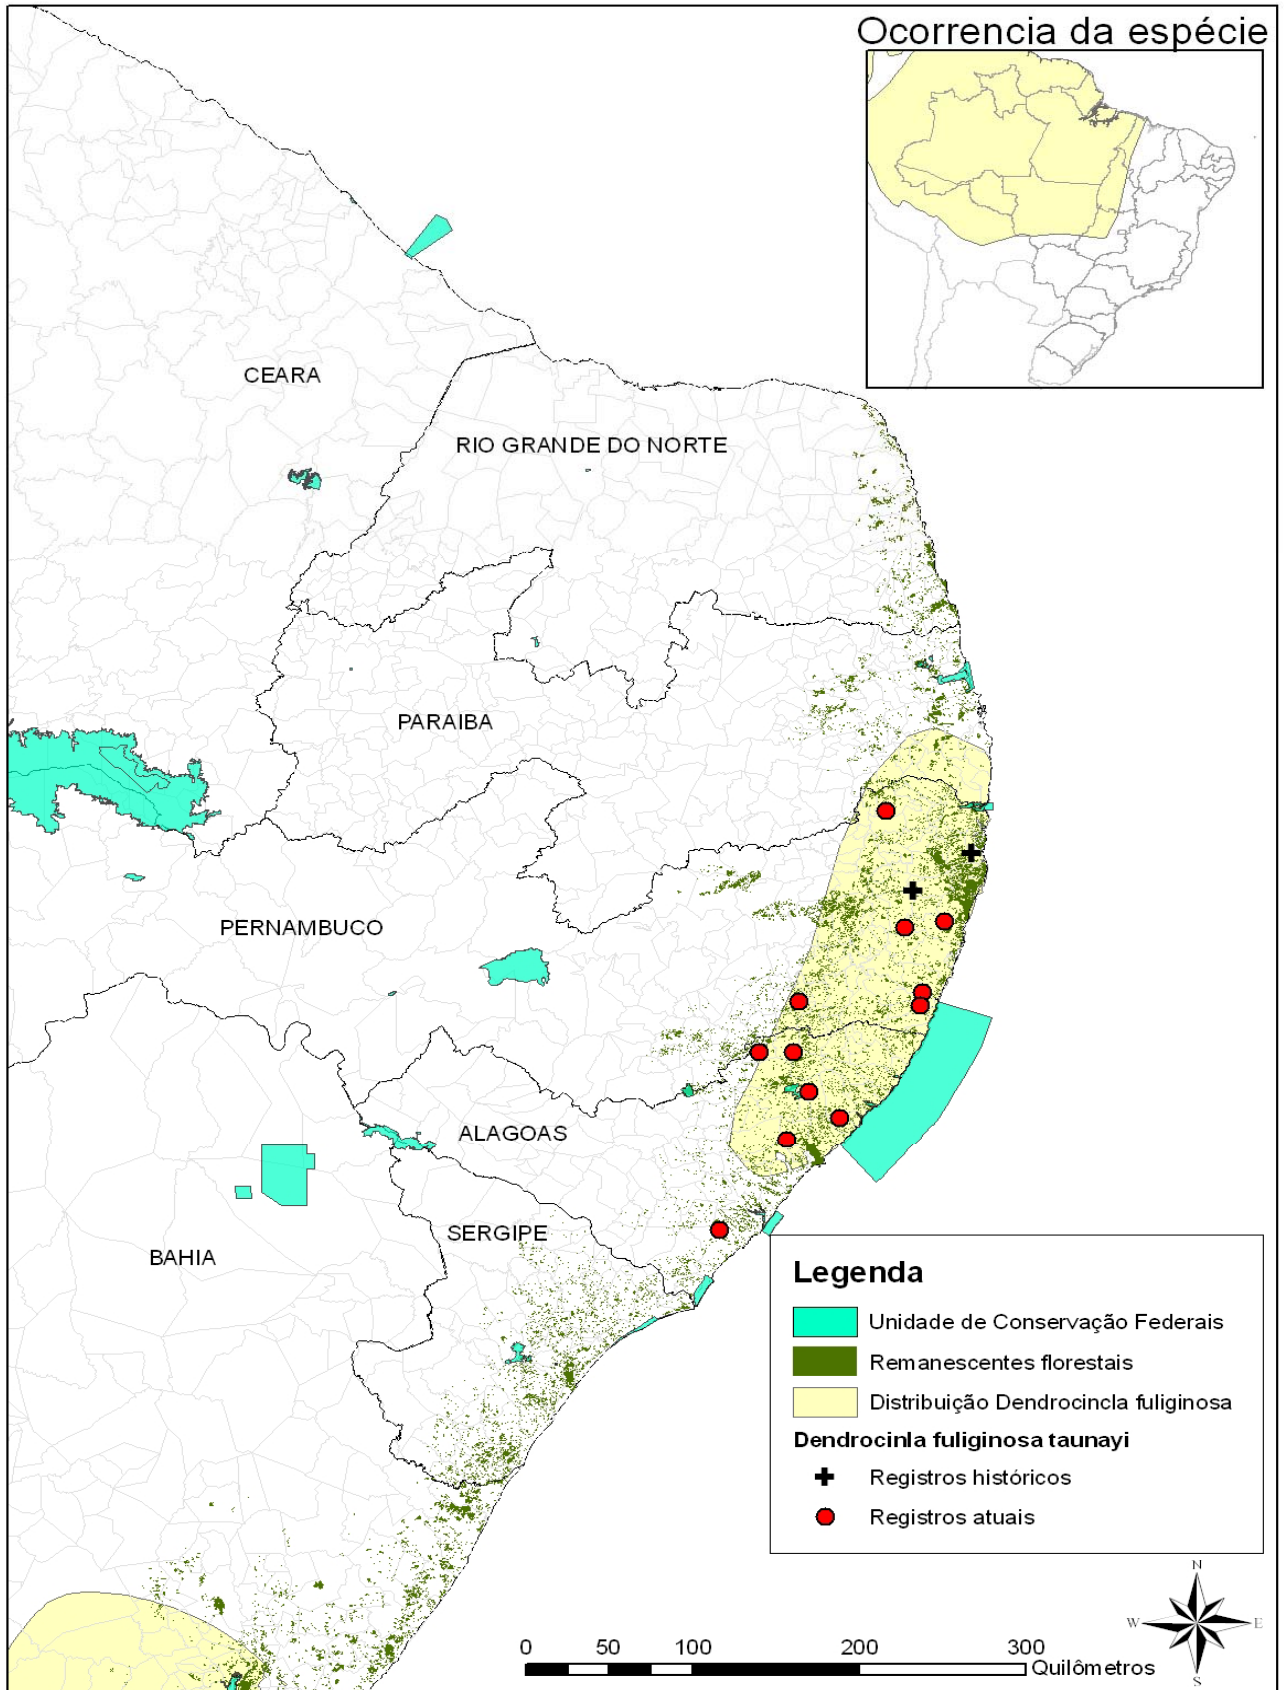 Ocorrencia da espécie
CEARA
RIO GRANDE DO NORTE
PARAIBA
PERNAMBUCO
ALAGOAS
SERGIPE
BAHIA
Legenda
Unidade de Conservação Federais
Remanescentes florestais
Distribuição Dendrocincla fuliginosa
Dendrocinla fuliginosa taunayi
Registros históricos
Registros atuais
N
W E
S
0 50 100 200 300
Quilômetros